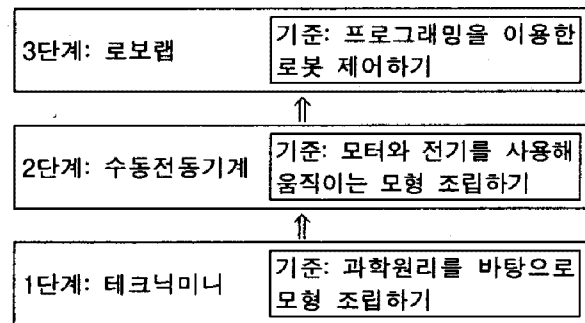 3단계: 로보랩
기준: 프로그래밍을 이용한
로봇 제어하기
⇑
2단계: 수동전동기계
기준: 모터와 전기를 사용해
움직이는 모형 조립하기
⇑
1단계: 테크닉미니
기준: 과학원리를 바탕으로
모형 조립하기